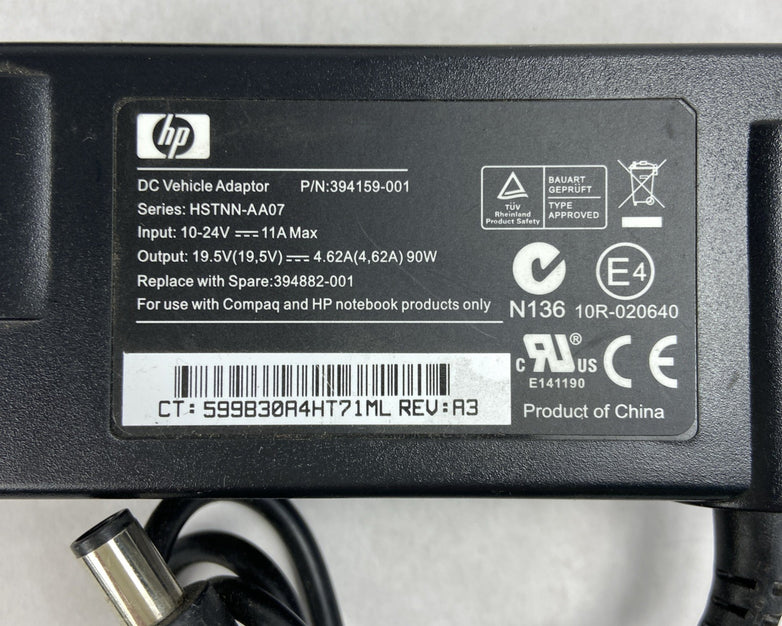 hp
DC Vehicle Adaptor P/N:394159-001
Series: HSTNN-AA07
Input: 10-24V ⎓ 11A Max
Output: 19.5V(19,5V) ⎓ 4.62A(4,62A) 90W
Replace with Spare:394882-001
For use with Compaq and HP notebook products only
CT: 599830A4HT71ML REV:A3
TÜV
Rheinland
Product Safety
BAUART
GEPRÜFT
TYPE
APPROVED
N136
E4
10R-020640
c RU ® US
E141190
CE
Product of China